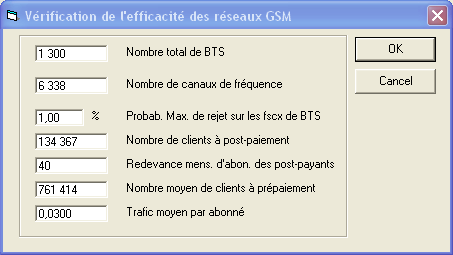 Vérification de l'efficacité des réseaux GSM
1 300 Nombre total de BTS
OK
6 338 Nombre de canaux de fréquence
Cancel
1,00 % Probab. Max. de rejet sur les fscx de BTS
134 367 Nombre de clients à post-paiement
40 Redevance mens. d'abon. des post-payants
761 414 Nombre moyen de clients à prépaiement
0,0300 Trafic moyen par abonné